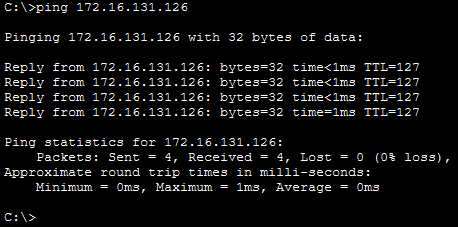 C:\>ping 172.16.131.126
Pinging 172.16.131.126 with 32 bytes of data:
Reply from 172.16.131.126: bytes=32 time<1ms TTL=127
Reply from 172.16.131.126: bytes=32 time<1ms TTL=127
Reply from 172.16.131.126: bytes=32 time<1ms TTL=127
Reply from 172.16.131.126: bytes=32 time=1ms TTL=127
Ping statistics for 172.16.131.126:
    Packets: Sent = 4, Received = 4, Lost = 0 (0% loss),
Approximate round trip times in milli-seconds:
    Minimum = 0ms, Maximum = 1ms, Average = 0ms
C:\>